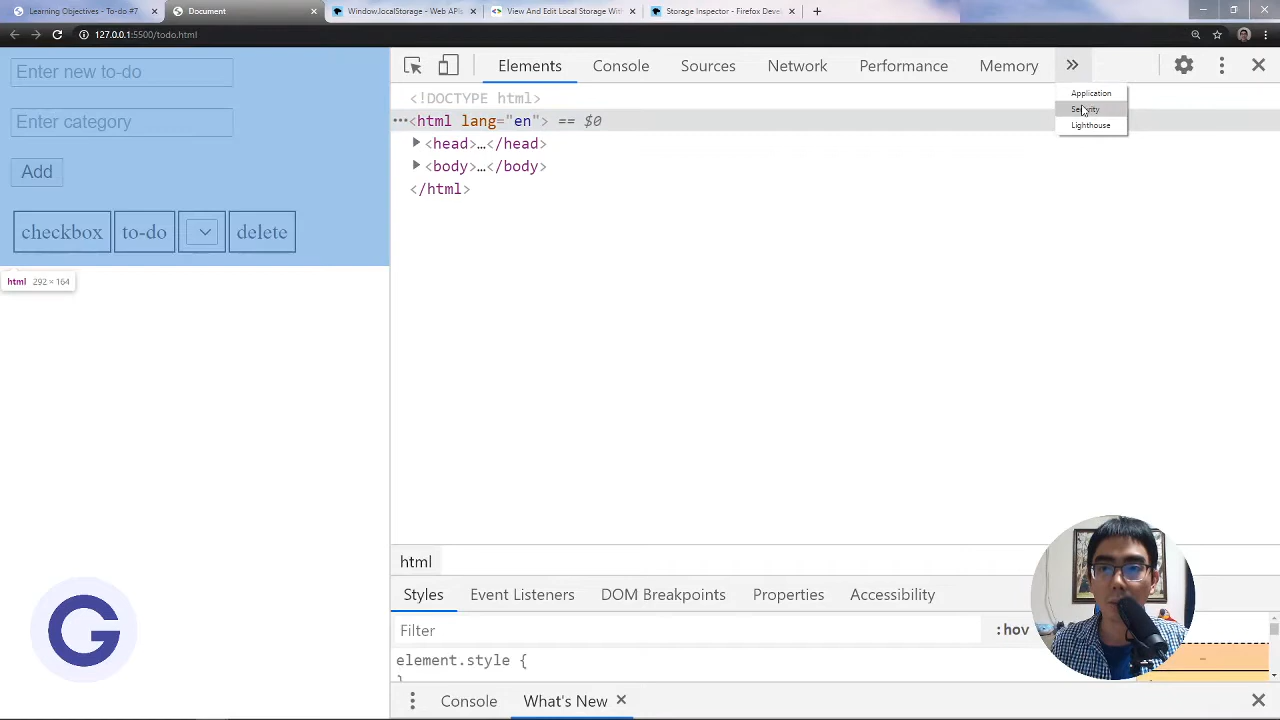 Learning Objectives - To-do #7
Document
Window.localStorage - Web APIs
View And Edit Local Storage With
Storage Inspector - Firefox Deve
127.0.0.1:5500/todo.html
Enter new to-do
Enter category
Add
checkbox to-do delete
html 292 × 164
Elements Console Sources Network Performance Memory »
Application
Security
Lighthouse
<!DOCTYPE html>
···<html lang="en"> == $0
<head>…</head>
<body>…</body>
</html>
html
Styles Event Listeners DOM Breakpoints Properties Accessibility
Filter
:hov
element.style {
}
Console What's New
G